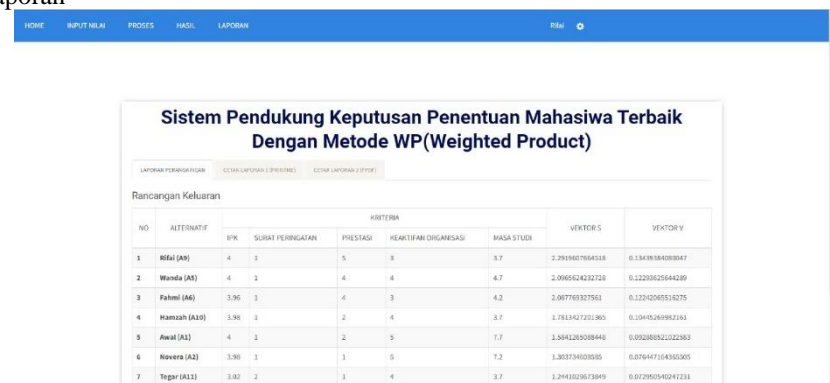 aporan
HOME INPUT NILAI PROSES HASIL LAPORAN Rifai
Sistem Pendukung Keputusan Penentuan Mahasiwa Terbaik
Dengan Metode WP(Weighted Product)
LAPORAN PERANGKINGAN CETAK LAPORAN 1 (PRINTTHIS) CETAK LAPORAN 2 (FPDF)
Rancangan Keluaran
NO ALTERNATIF KRITERIA VEKTOR S VEKTOR V
IPK SURAT PERINGATAN PRESTASI KEAKTIFAN ORGANISASI MASA STUDI
1 Rifai (A9) 4 1 5 3 3.7 2.2919607664518 0.13439384083047
2 Wanda (A5) 4 1 4 4 4.7 2.0965624232728 0.12293625644289
3 Fahmi (A6) 3.96 1 4 3 4.2 2.087769327561 0.12242065516275
4 Hamzah (A10) 3.98 1 2 4 3.7 1.7813427201365 0.10445269982161
5 Awal (A1) 4 1 2 5 7.7 1.5841265088448 0.092888521022583
6 Novera (A2) 3.98 1 1 5 7.2 1.303734608585 0.076447164365505
7 Tegar (A11) 3.02 2 1 4 3.7 1.2441029673849 0.072950540247231